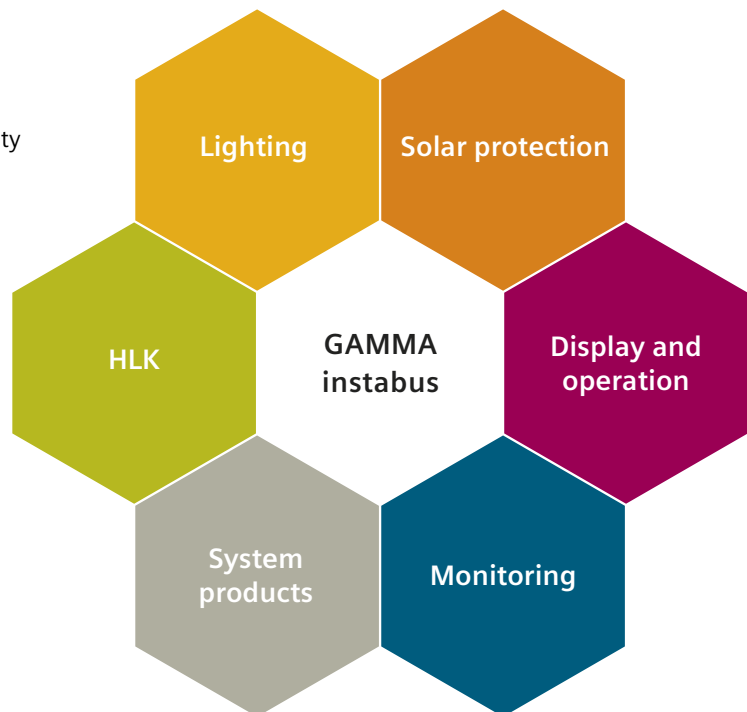 ty
Lighting
Solar protection
HLK
GAMMA
instabus
Display and
operation
System
products
Monitoring